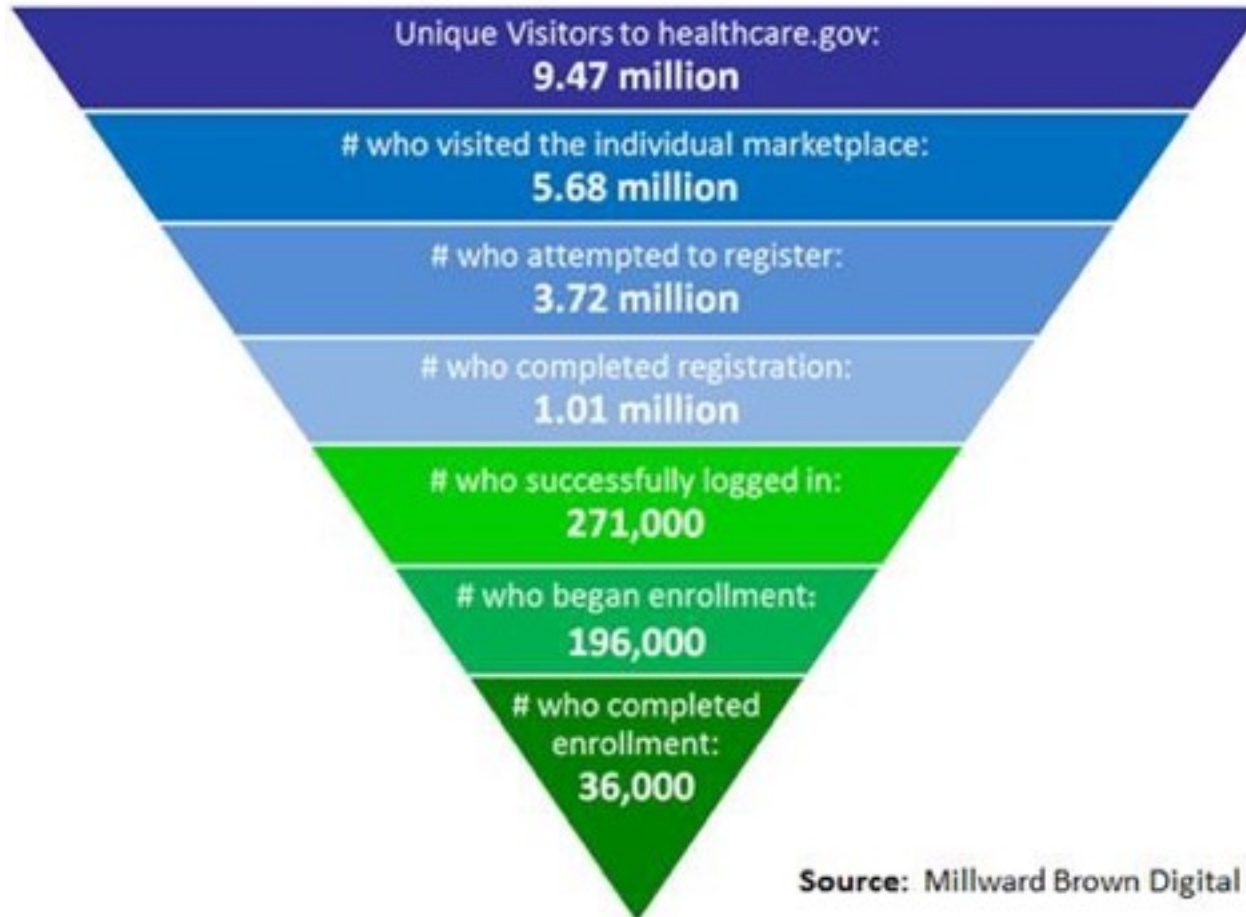 Unique Visitors to healthcare.gov:
9.47 million
# who visited the individual marketplace:
5.68 million
# who attempted to register:
3.72 million
# who completed registration:
1.01 million
# who successfully logged in:
271,000
# who began enrollment:
196,000
# who completed
enrollment:
36,000
Source: Millward Brown Digital